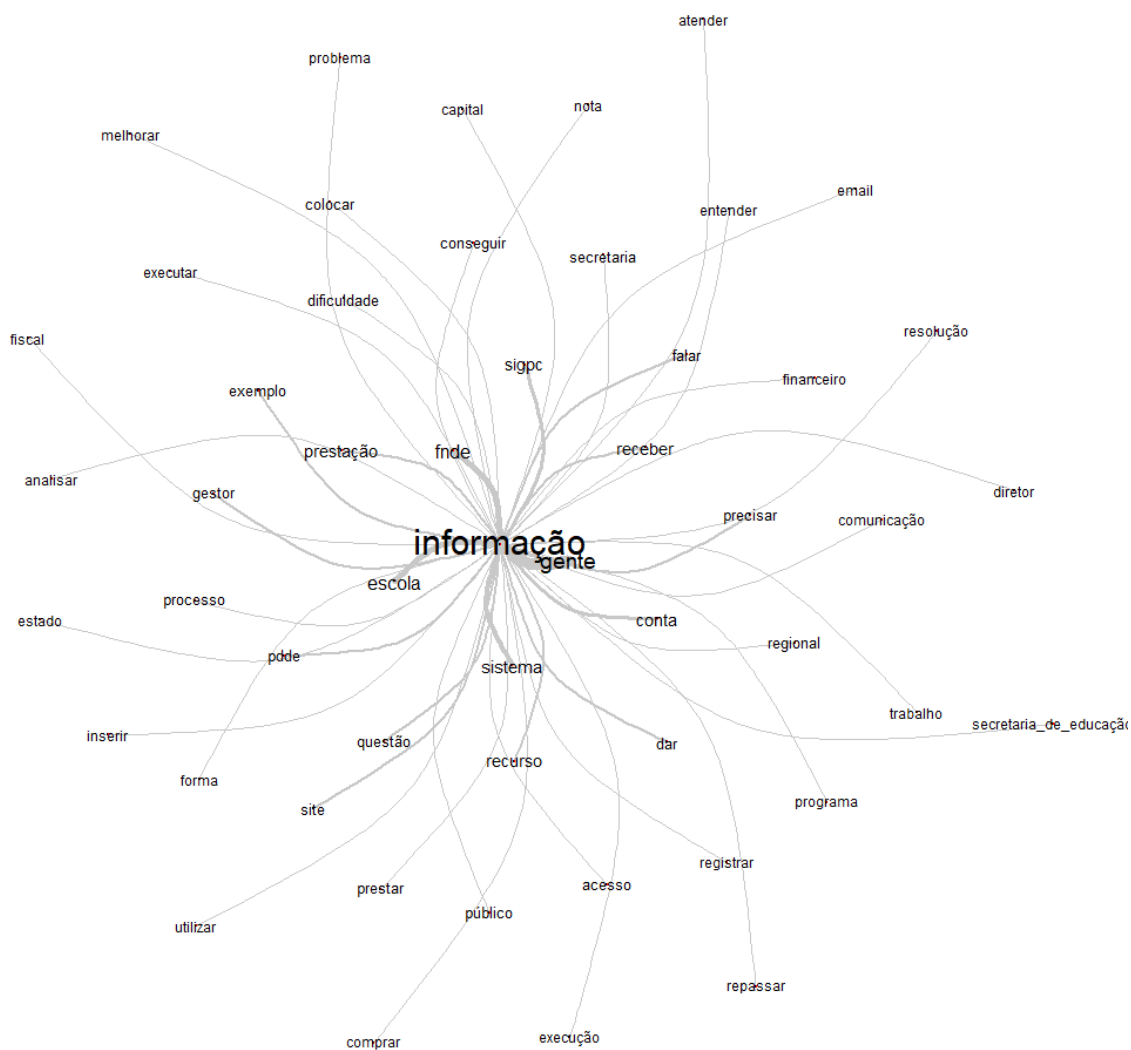 atender
problema
capital
nota
melhorar
email
colocar
entender
conseguir
secretaria
executar
dificuldade
resolução
fiscal
falar
sigpc
financeiro
exemplo
receber
prestação
fnde
analisar
diretor
gestor
precisar
comunicação
informação
gente
escola
processo
conta
estado
regional
pdde
sistema
trabalho
secretaria_de_educação
inserir
questão
dar
recurso
forma
programa
site
registrar
acesso
prestar
público
utilizar
repassar
execução
comprar